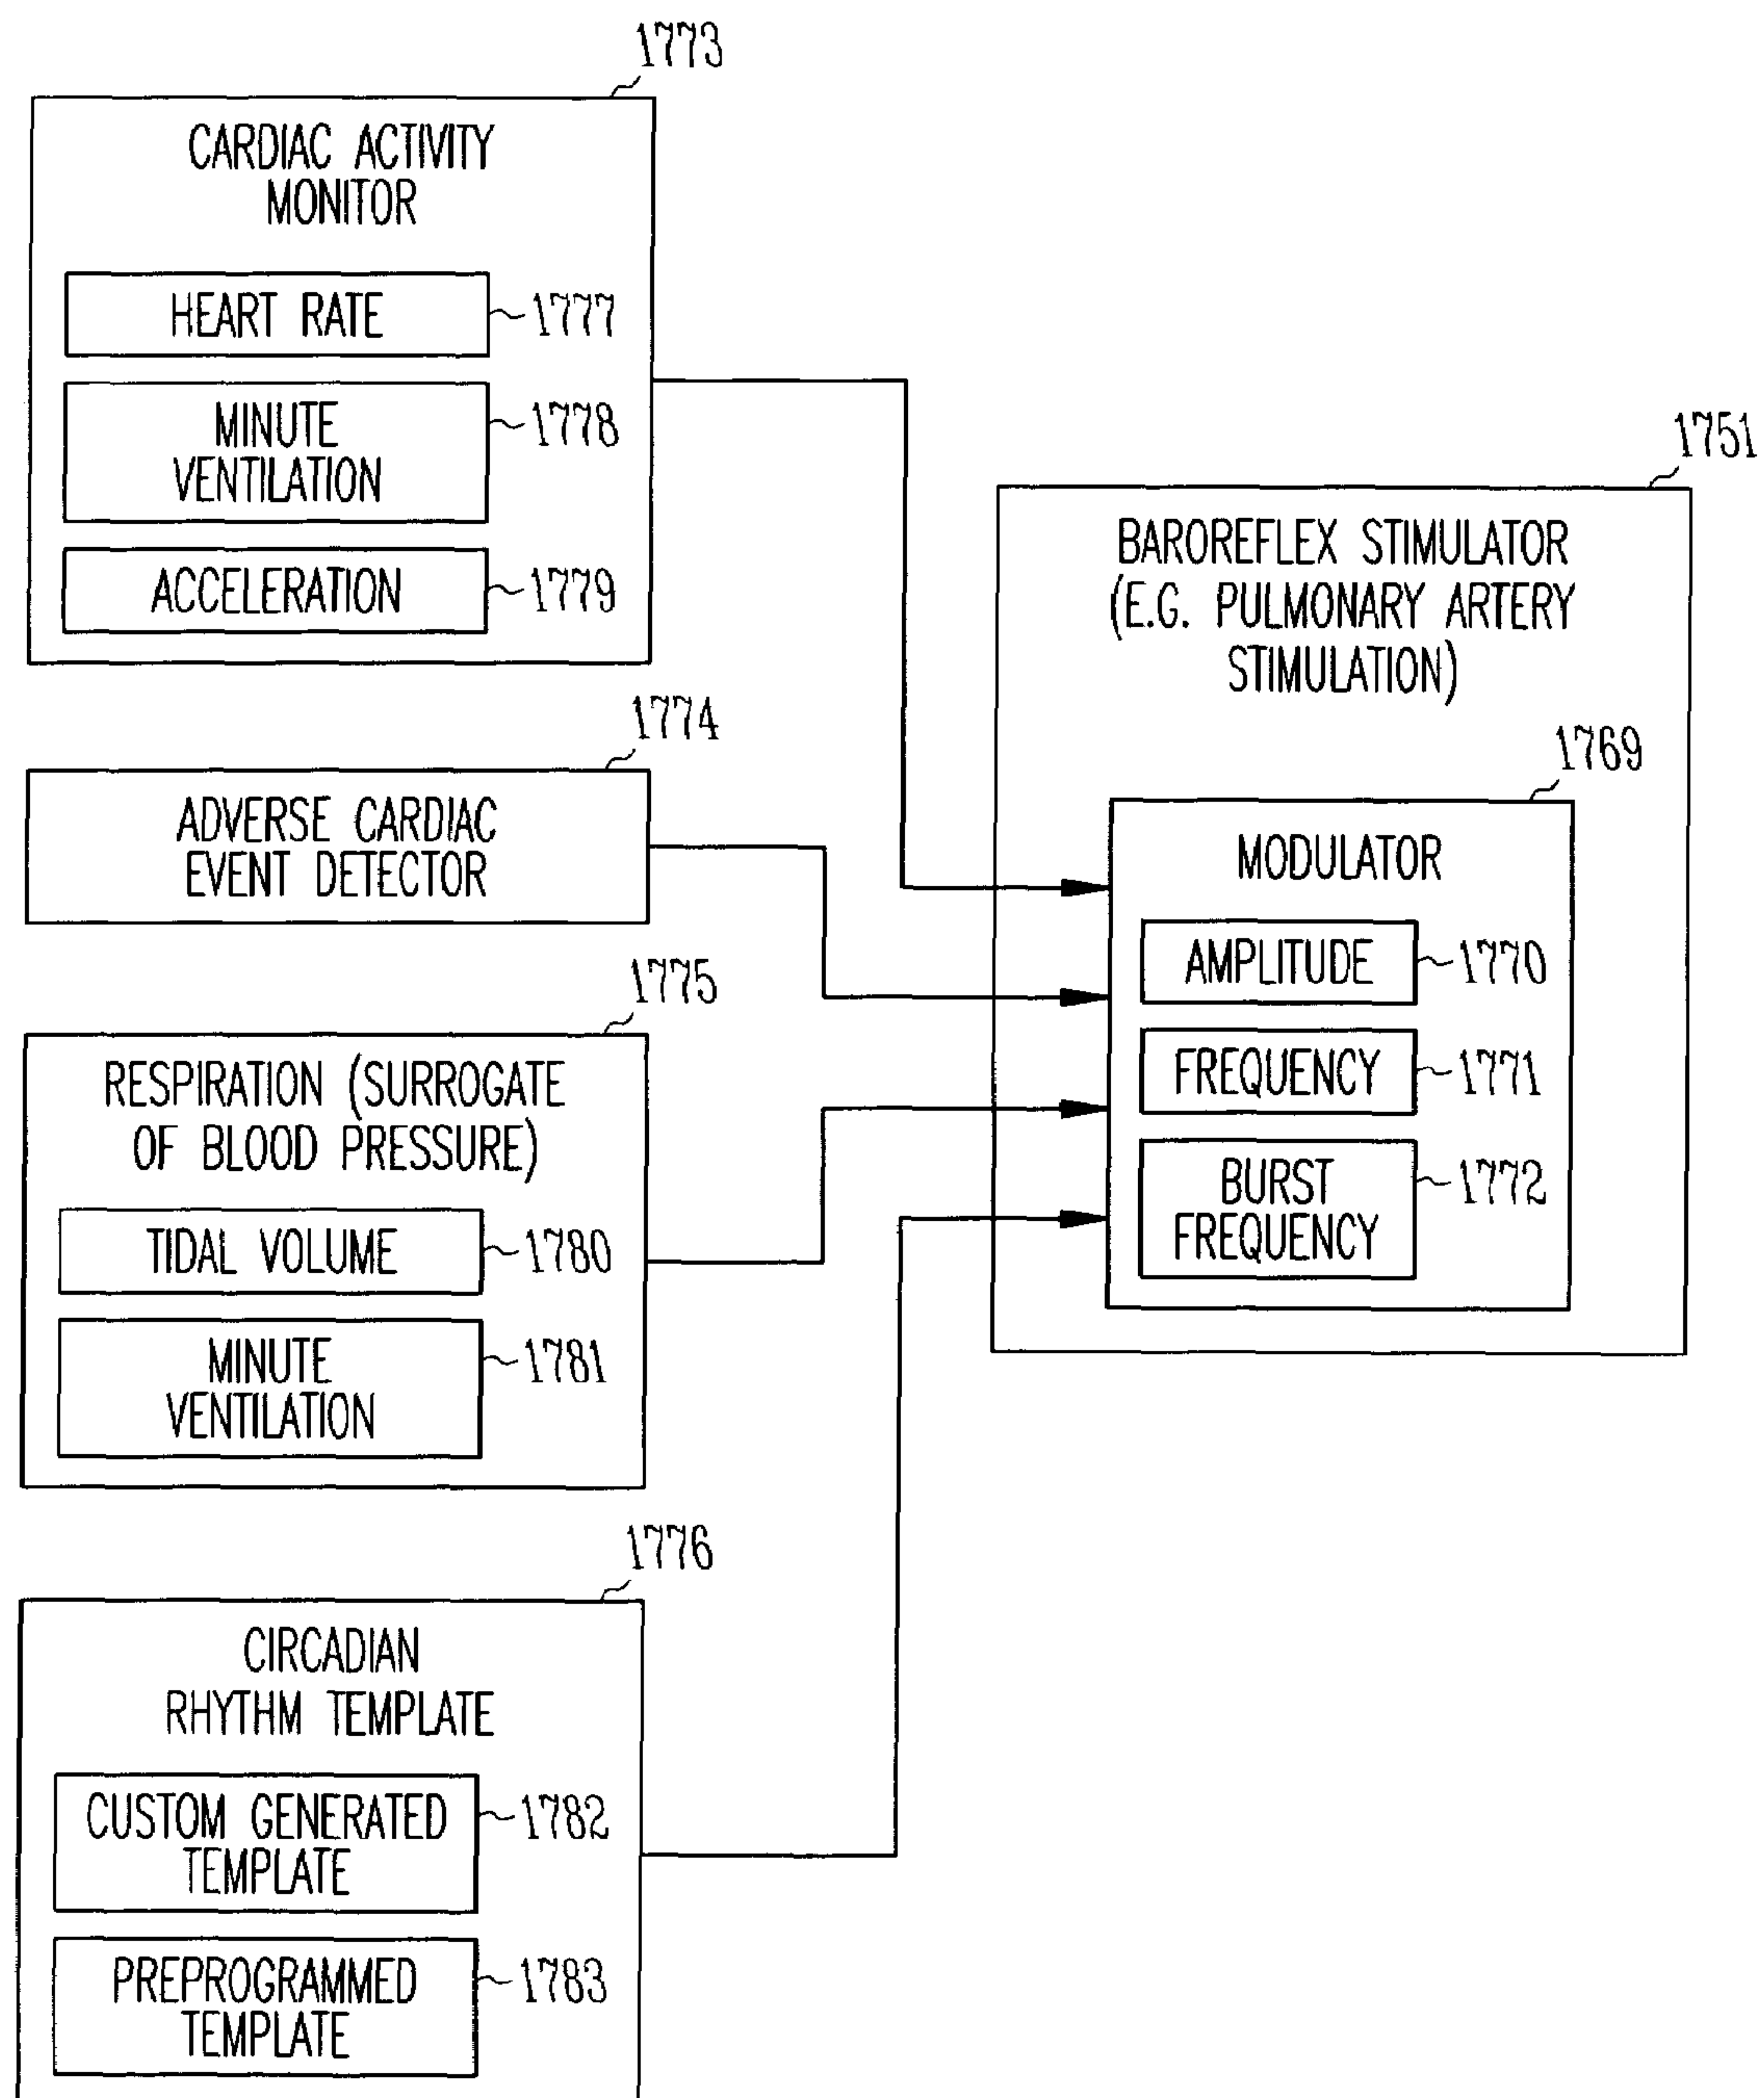 1773
CARDIAC ACTIVITY
MONITOR
HEART RATE
1777
MINUTE
VENTILATION
1778
ACCELERATION
1779
1774
ADVERSE CARDIAC
EVENT DETECTOR
1775
RESPIRATION (SURROGATE
OF BLOOD PRESSURE)
TIDAL VOLUME
1780
MINUTE
VENTILATION
1781
1776
CIRCADIAN
RHYTHM TEMPLATE
CUSTOM GENERATED
TEMPLATE
1782
PREPROGRAMMED
TEMPLATE
1783
1751
BAROREFLEX STIMULATOR
(E.G. PULMONARY ARTERY
STIMULATION)
1769
MODULATOR
AMPLITUDE
1770
FREQUENCY
1771
BURST
FREQUENCY
1772